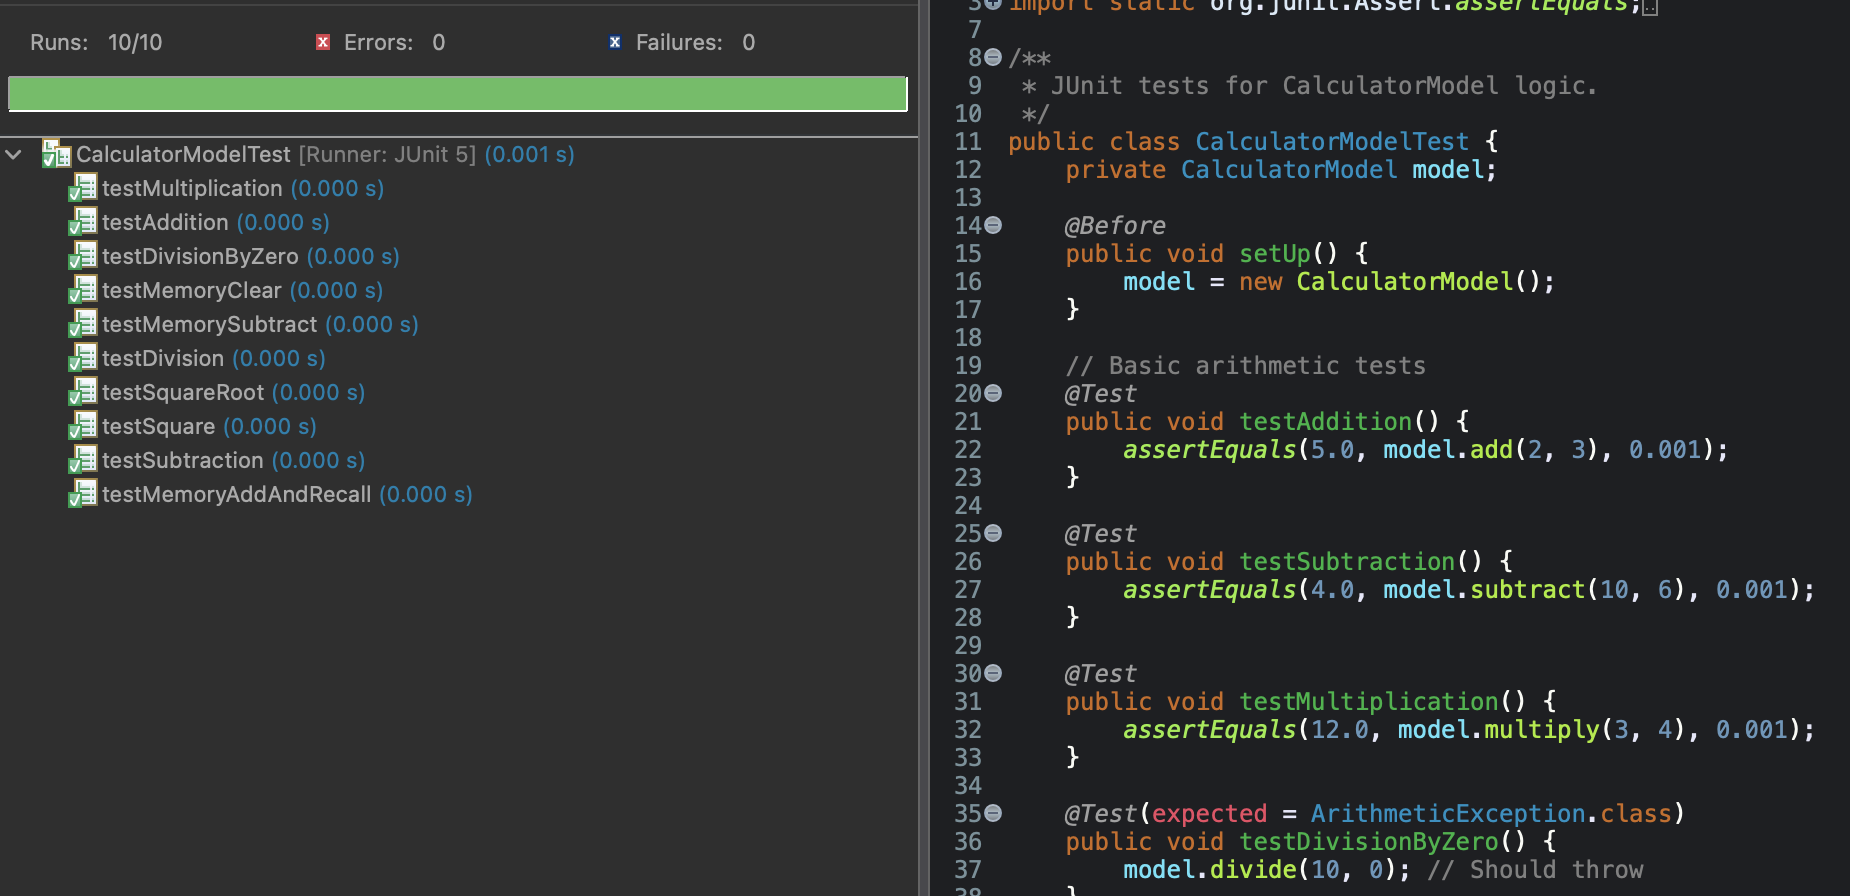 Runs: 10/10 Errors: 0 Failures: 0
CalculatorModelTest [Runner: JUnit 5] (0.001 s)
testMultiplication (0.000 s)
testAddition (0.000 s)
testDivisionByZero (0.000 s)
testMemoryClear (0.000 s)
testMemorySubtract (0.000 s)
testDivision (0.000 s)
testSquareRoot (0.000 s)
testSquare (0.000 s)
testSubtraction (0.000 s)
testMemoryAddAndRecall (0.000 s)
3 import static org.junit.Assert.assertEquals;
7
8 /**
9  * JUnit tests for CalculatorModel logic.
10  */
11 public class CalculatorModelTest {
12     private CalculatorModel model;
13
14     @Before
15     public void setUp() {
16         model = new CalculatorModel();
17     }
18
19     // Basic arithmetic tests
20     @Test
21     public void testAddition() {
22         assertEquals(5.0, model.add(2, 3), 0.001);
23     }
24
25     @Test
26     public void testSubtraction() {
27         assertEquals(4.0, model.subtract(10, 6), 0.001);
28     }
29
30     @Test
31     public void testMultiplication() {
32         assertEquals(12.0, model.multiply(3, 4), 0.001);
33     }
34
35     @Test(expected = ArithmeticException.class)
36     public void testDivisionByZero() {
37         model.divide(10, 0); // Should throw
38     }